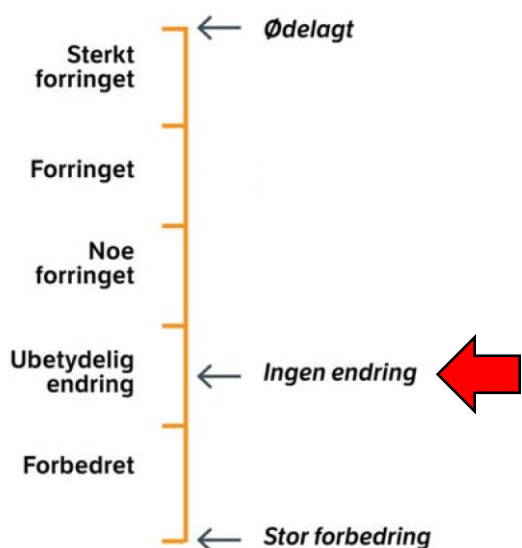 Ødelagt
Sterkt
forringet
Forringet
Noe
forringet
Ubetydelig
endring
Ingen endring
Forbedret
Stor forbedring